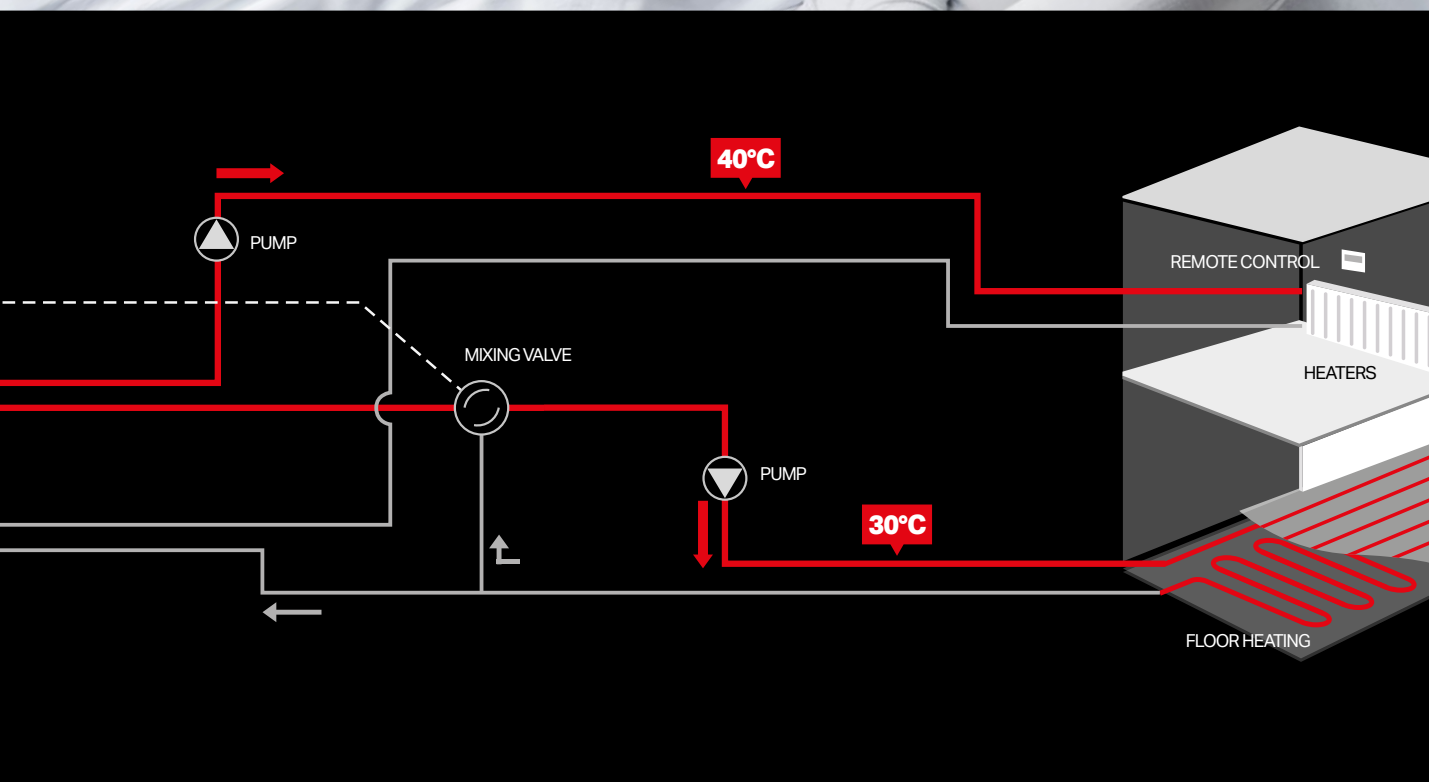 40°C
PUMP
REMOTE CONTROL
MIXING VALVE
HEATERS
PUMP
30°C
FLOOR HEATING